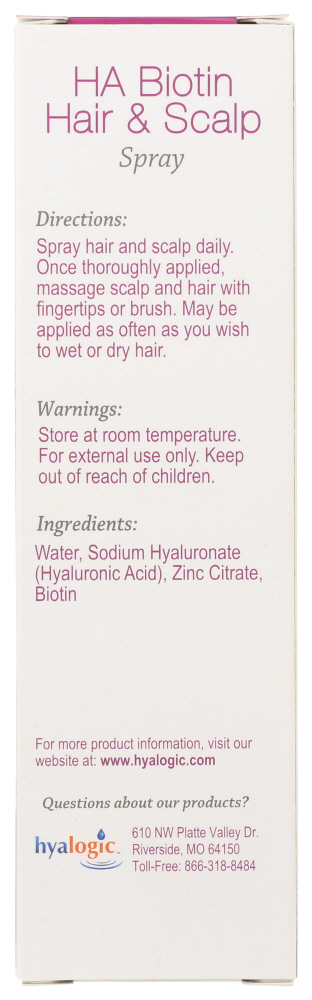 HA Biotin
Hair & Scalp
Spray
Directions:
Spray hair and scalp daily.
Once thoroughly applied,
massage scalp and hair with
fingertips or brush. May be
applied as often as you wish
to wet or dry hair.
Warnings:
Store at room temperature.
For external use only. Keep
out of reach of children.
Ingredients:
Water, Sodium Hyaluronate
(Hyaluronic Acid), Zinc Citrate,
Biotin
For more product information, visit our
website at: www.hyalogic.com
Questions about our products?
hyalogic™
610 NW Platte Valley Dr.
Riverside, MO 64150
Toll-Free: 866-318-8484